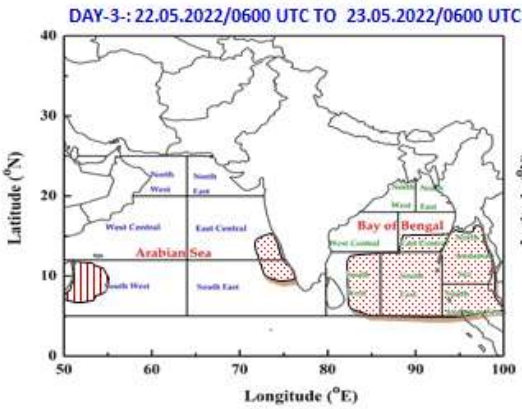 DAY-3-: 22.05.2022/0600 UTC TO 23.05.2022/0600 UTC
40
30
20
10
0
Latitude (°N)
North
West
North
East
West Central
East Central
Arabian Sea
South West
South East
North
West
North
East
Bay of Bengal
West Central
East Central
50 60 70 80 90 100
Longitude (°E)